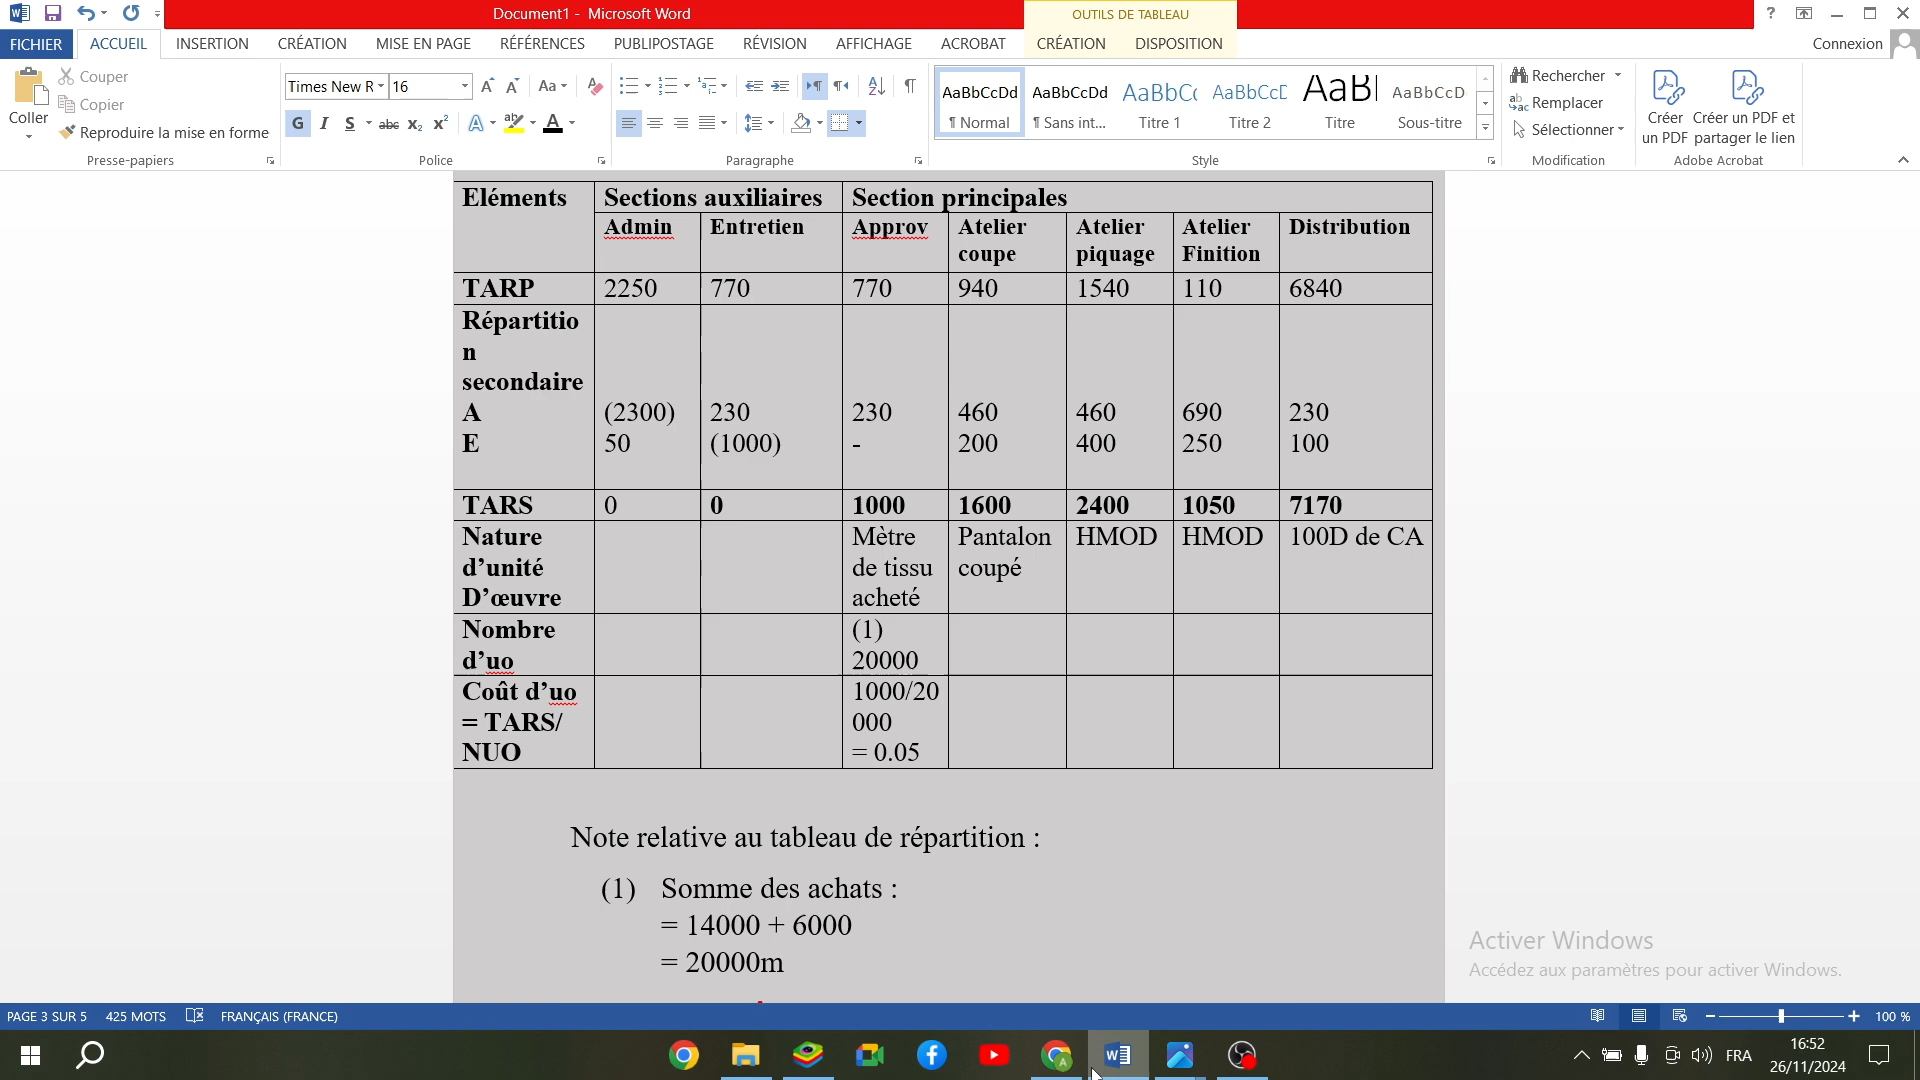 Document1 - Microsoft Word
OUTILS DE TABLEAU
?
FICHIER ACCUEIL INSERTION CRÉATION MISE EN PAGE RÉFÉRENCES PUBLIPOSTAGE RÉVISION AFFICHAGE ACROBAT CRÉATION DISPOSITION Connexion
Coller
Couper
Copier
Reproduire la mise en forme
Presse-papiers
Times New R 16
Police
Paragraphe
AaBbCcDd AaBbCcDd AaBbC( AaBbCcE AaBl AaBbCcD
¶ Normal ¶ Sans int... Titre 1 Titre 2 Titre Sous-titre
Style
Rechercher
Remplacer
Sélectionner
Modification
Créer un PDF
Créer un PDF et partager le lien
Adobe Acrobat
Eléments Sections auxiliaires Section principales
Admin Entretien Approv Atelier coupe Atelier piquage Atelier Finition Distribution
TARP 2250 770 770 940 1540 110 6840
Répartitio
n
secondaire
A (2300) 230 230 460 460 690 230
E 50 (1000) - 200 400 250 100
TARS 0 0 1000 1600 2400 1050 7170
Nature Mètre Pantalon HMOD HMOD 100D de CA
d’unité de tissu coupé
D’œuvre acheté
Nombre (1)
d’uo 20000
Coût d’uo 1000/20
= TARS/ 000
NUO = 0.05
Note relative au tableau de répartition :
(1) Somme des achats :
= 14000 + 6000
= 20000m
Activer Windows
Accédez aux paramètres pour activer Windows.
PAGE 3 SUR 5 425 MOTS FRANÇAIS (FRANCE) 100 %
FRA
16:52
26/11/2024